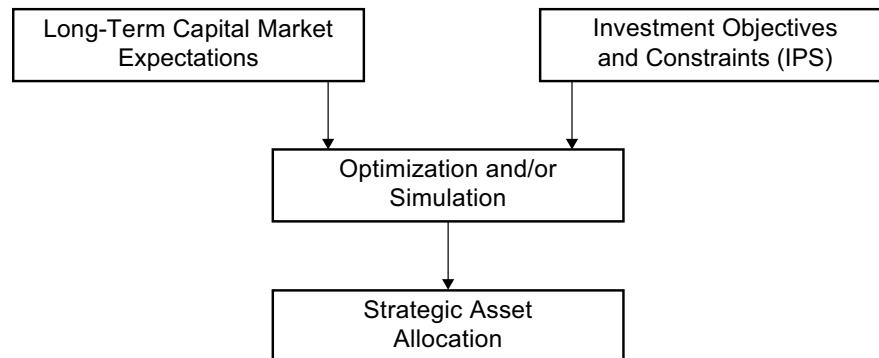 Long-Term Capital Market
Expectations
Investment Objectives
and Constraints (IPS)
Optimization and/or
Simulation
Strategic Asset
Allocation